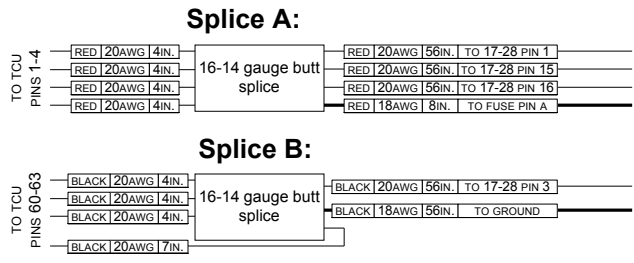 Splice A:
TO TCU
PINS 1-4
RED 20AWG 4IN.
RED 20AWG 4IN.
RED 20AWG 4IN.
RED 20AWG 4IN.
16-14 gauge butt
splice
RED 20AWG 56IN. TO 17-28 PIN 1
RED 20AWG 56IN. TO 17-28 PIN 15
RED 20AWG 56IN. TO 17-28 PIN 16
RED 18AWG 8IN. TO FUSE PIN A
Splice B:
TO TCU
PINS 60-63
BLACK 20AWG 4IN.
BLACK 20AWG 4IN.
BLACK 20AWG 4IN.
BLACK 20AWG 7IN.
16-14 gauge butt
splice
BLACK 20AWG 56IN. TO 17-28 PIN 3
BLACK 18AWG 56IN. TO GROUND